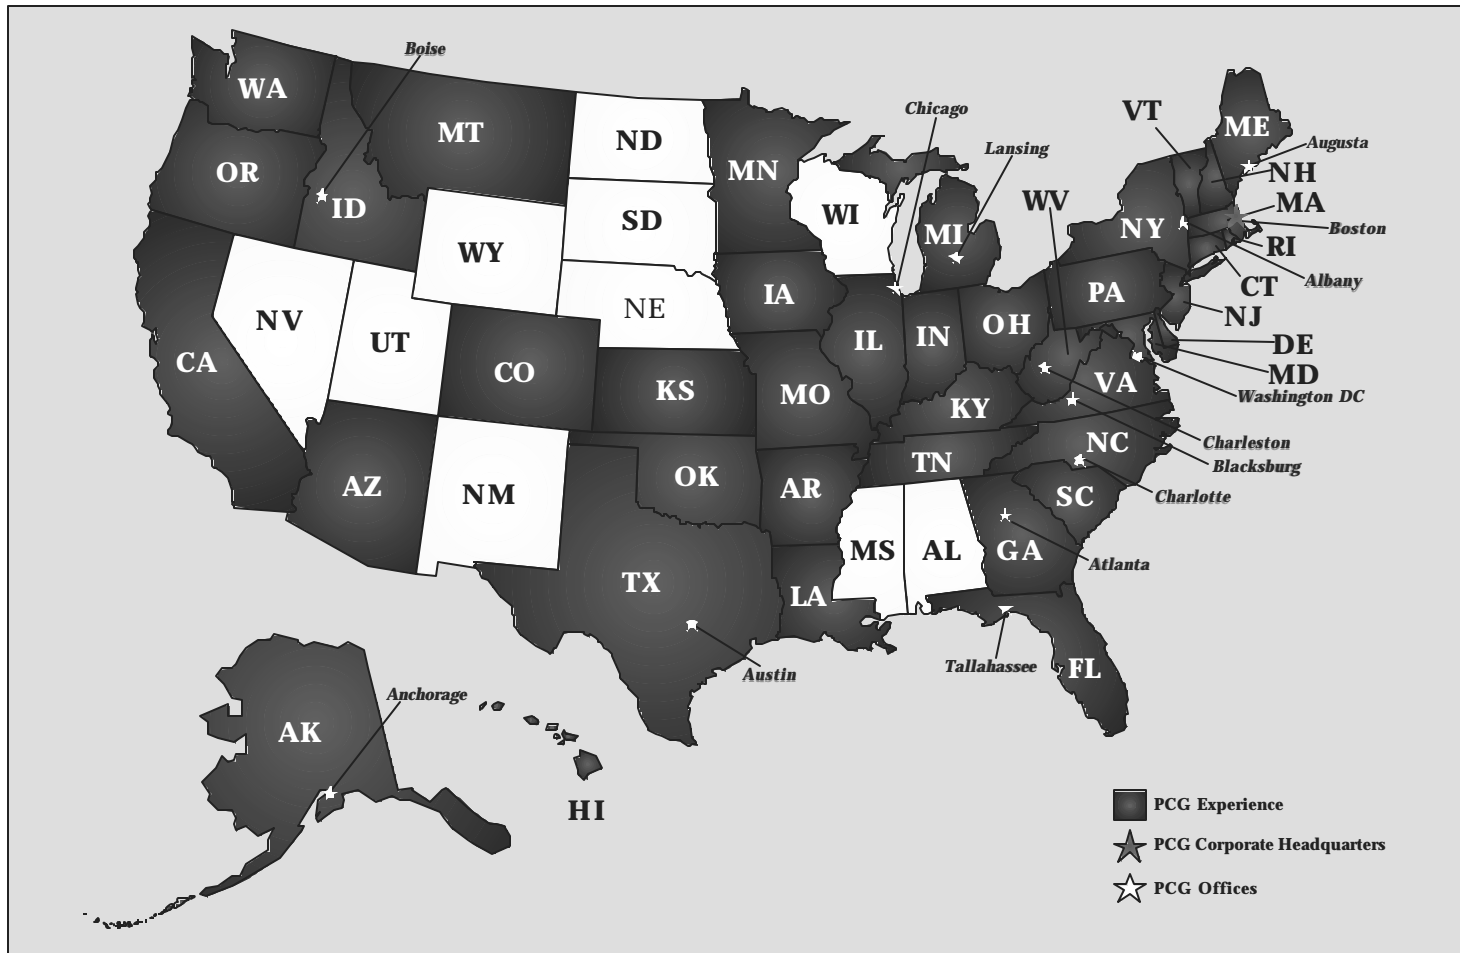 Boise
WA
MT
ND
OR
ID
MN
SD
WY
WI
Chicago
Lansing
VT
ME
Augusta
NH
WV
MA
NY
MI
Boston
RI
Albany
CT
NJ
PA
NE
IA
NV
UT
CA
CO
IL
IN
OH
DE
MD
VA
Washington DC
KS
MO
KY
Charleston
Blacksburg
NC
TN
Charlotte
AZ
NM
OK
AR
SC
MS
AL
GA
Atlanta
TX
LA
Austin
Tallahassee
FL
Anchorage
AK
HI
PCG Experience
PCG Corporate Headquarters
PCG Offices